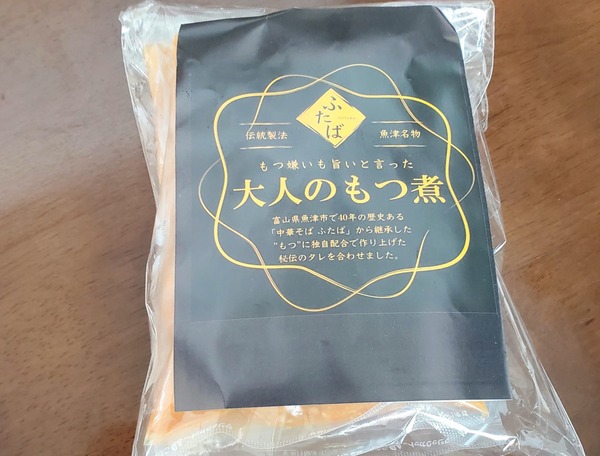 ふたば
伝統製法
魚津名物
もつ嫌いも旨いと言った
大人のもつ煮
富山県魚津市で40年の歴史ある
「中華そば ふたば」から継承した
"もつ"に独自配合で作り上げた
秘伝のタレを合わせました。